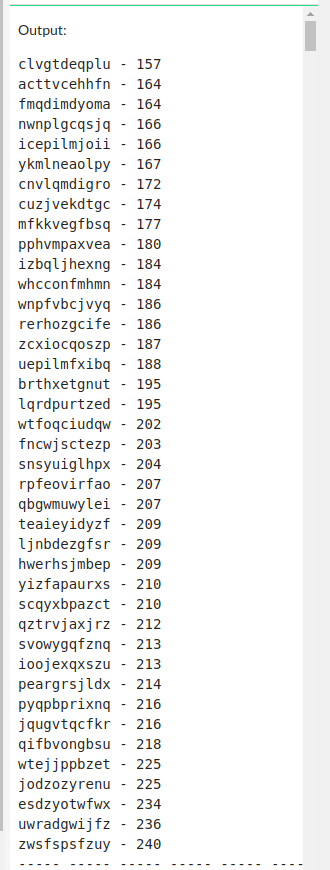 Output:
clvgtdeqplu - 157
acttvcehhfn - 164
fmqdimdyoma - 164
nwnplgcqsjq - 166
icepilmjoii - 166
ykmlneaolpy - 167
cnvlqmdigro - 172
cuzjvekdtgc - 174
mfkkvegfbsq - 177
pphvmpaxvea - 180
izbqljhexng - 184
whcconfmhmn - 184
wnpfvbcjvyq - 186
rerhozgcife - 186
zcxiocqoszp - 187
uepilmfxibq - 188
brthxetgnut - 195
lqrdpurtzed - 195
wtfoqciudqw - 202
fncwjsctezp - 203
snsyuiglhpx - 204
rpfeovirfao - 207
qbgwmuwylei - 207
teaieyidyzf - 209
ljnbdezgfsr - 209
hwerhsjmbep - 209
yizfapaurxs - 210
scqyxbpazct - 210
qztrvjaxjrz - 212
svowygqfznq - 213
ioojexqxszu - 213
peargrsjldx - 214
pyqpbprixnq - 216
jqugvtqcfkr - 216
qifbvongbsu - 218
wtejjppbzet - 225
jodzozyrenu - 225
esdzyotwfwx - 234
uwradgwijfz - 236
zwsfspsfzuy - 240
----- ----- ----- ----- ----- ----